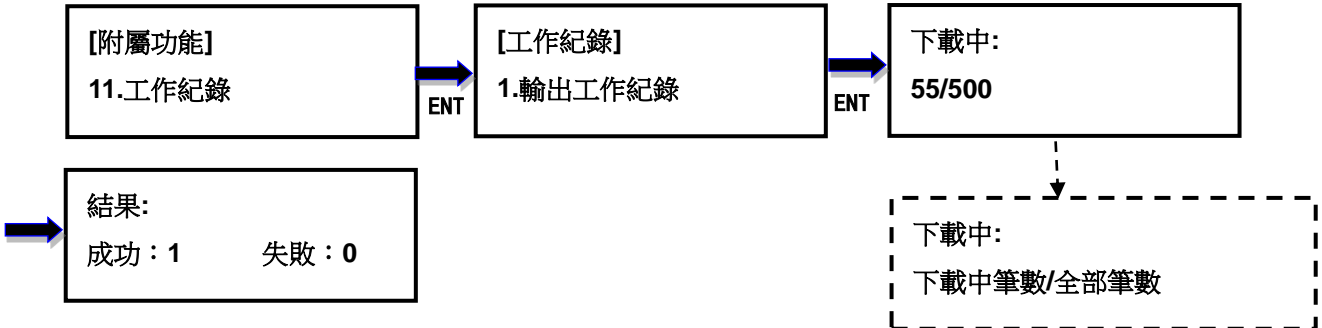 [附屬功能]
11.工作紀錄
ENT
[工作紀錄]
1.輸出工作紀錄
ENT
下載中:
55/500
結果:
成功：1 失敗：0
下載中:
下載中筆數/全部筆數